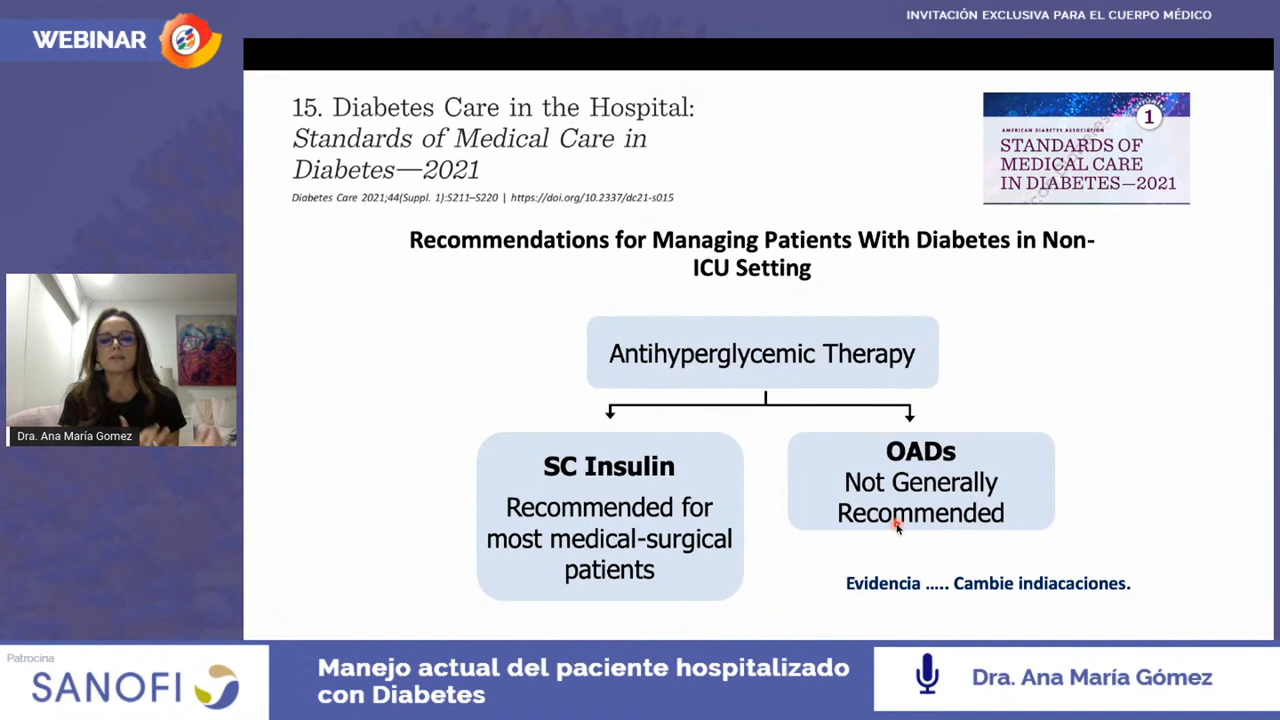 INVITACIÓN EXCLUSIVA PARA EL CUERPO MÉDICO
WEBINAR
15. Diabetes Care in the Hospital:
Standards of Medical Care in
Diabetes—2021
Diabetes Care 2021;44(Suppl. 1):S211–S220 | https://doi.org/10.2337/dc21-s015
1
AMERICAN DIABETES ASSOCIATION
STANDARDS OF
MEDICAL CARE
IN DIABETES—2021
Recommendations for Managing Patients With Diabetes in Non-
ICU Setting
Antihyperglycemic Therapy
SC Insulin
Recommended for
most medical-surgical
patients
OADs
Not Generally
Recommended
Evidencia ..... Cambie indiacaciones.
Dra. Ana María Gomez
Patrocina
SANOFI
Manejo actual del paciente hospitalizado
con Diabetes
Dra. Ana María Gómez